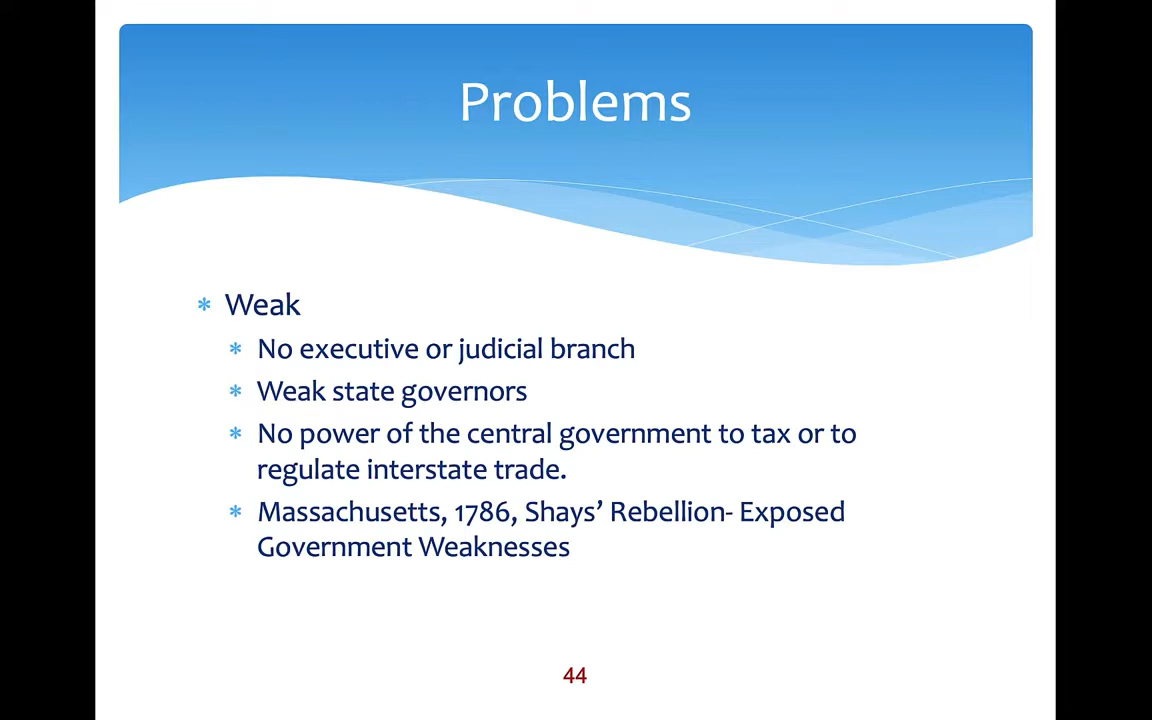 Problems
* Weak
* No executive or judicial branch
* Weak state governors
* No power of the central government to tax or to
regulate interstate trade.
* Massachusetts, 1786, Shays’ Rebellion- Exposed
Government Weaknesses
44